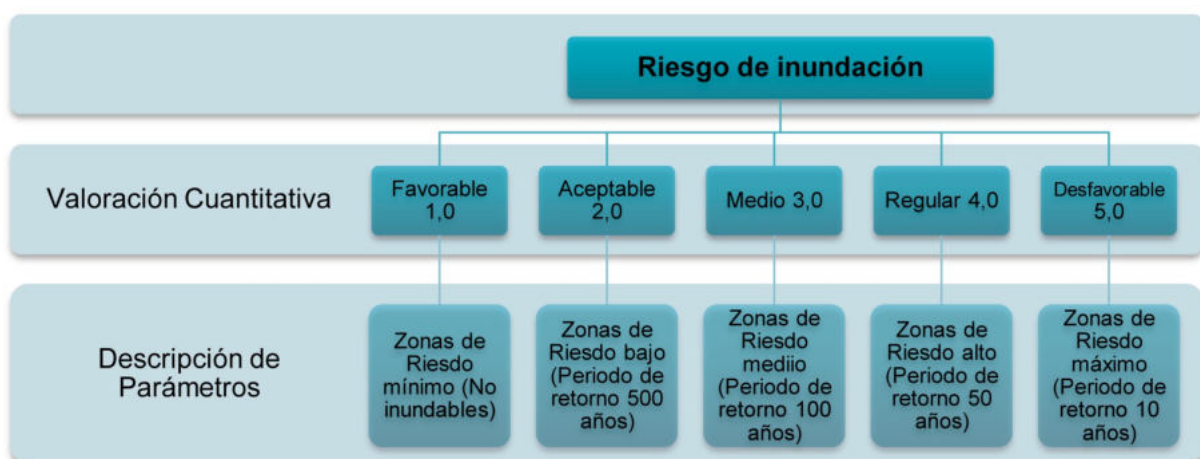 Riesgo de inundación
Valoración Cuantitativa
Favorable
1,0
Aceptable
2,0
Medio 3,0
Regular 4,0
Desfavorable
5,0
Descripción de
Parámetros
Zonas de
Riesdo
mínimo (No
inundables)
Zonas de
Riesdo bajo
(Periodo de
retorno 500
años)
Zonas de
Riesdo
mediio
(Periodo de
retorno 100
años)
Zonas de
Riesdo alto
(Periodo de
retorno 50
años)
Zonas de
Riesdo
máximo
(Periodo de
retorno 10
años)